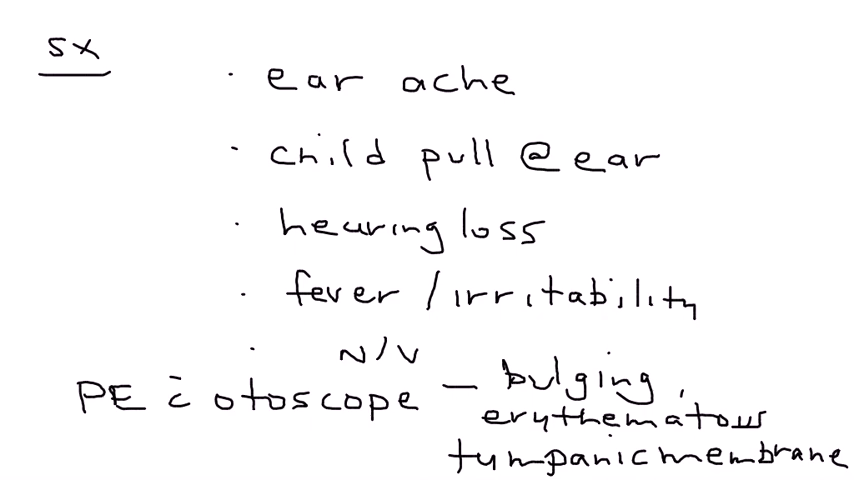 sx
· ear ache
· child pull @ ear
· hearing loss
· fever / irritability
· N/V
PE c̄ otoscope — bulging,
erythematous
tympanic membrane